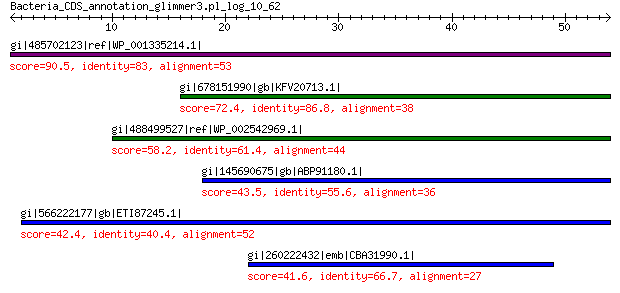 Bacteria_CDS_annotation_glimmer3.pl_log_10_62
10 20 30 40 50
gi|485702123|ref|WP_001335214.1|
score=90.5, identity=83, alignment=53
gi|678151990|gb|KFV20713.1|
score=72.4, identity=86.8, alignment=38
gi|488499527|ref|WP_002542969.1|
score=58.2, identity=61.4, alignment=44
gi|145690675|gb|ABP91180.1|
score=43.5, identity=55.6, alignment=36
gi|566222177|gb|ETI87245.1|
score=42.4, identity=40.4, alignment=52
gi|260222432|emb|CBA31990.1|
score=41.6, identity=66.7, alignment=27